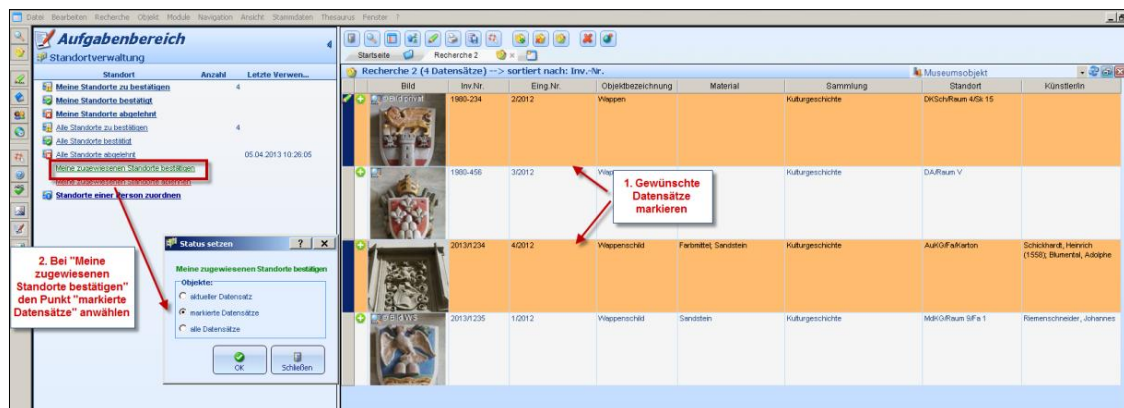 Datei Bearbeiten Recherche Objekt Module Navigation Ansicht Stammdaten Thesaurus Fenster ?
Aufgabenbereich
Standortverwaltung
Standort Anzahl Letzte Verwen...
Meine Standorte zu bestätigen 4
Meine Standorte bestätigt
Meine Standorte abgelehnt
Alle Standorte zu bestätigen 4
Alle Standorte bestätigt
Alle Standorte abgelehnt 05.04.2013 10:26:05
Meine zugewiesenen Standorte bestätigen
Meine zugewiesenen Standorte ablehnen
Standorte einer Person zuordnen
2. Bei "Meine
zugewiesenen
Standorte bestätigen"
den Punkt "markierte
Datensätze" anwählen
Status setzen ? X
Meine zugewiesenen Standorte bestätigen
Objekte:
aktueller Datensatz
markierte Datensätze
alle Datensätze
OK Schließen
Startseite Recherche 2
Recherche 2 (4 Datensätze) --> sortiert nach: Inv.-Nr. Museumsobjekt
Bild Inv.Nr. Eing.Nr. Objektbezeichnung Material Sammlung Standort KünstlerIn
©Bild privat 1980-234 2/2012 Wappen Kulturgeschichte DKSch/Raum 4/Sk 15
1980-456 3/2012 Kulturgeschichte DA/Raum V
1. Gewünschte
Datensätze
markieren
2013/1234 4/2012 Wappenschild Farbmittel; Sandstein Kulturgeschichte AuKG/Fa/Karton Schickhardt, Heinrich
(1558); Blumental, Adolphe
©Bild WS 2013/1235 1/2012 Wappenschild Sandstein Kulturgeschichte MdKG/Raum 9/Fa 1 Riemenschneider, Johannes